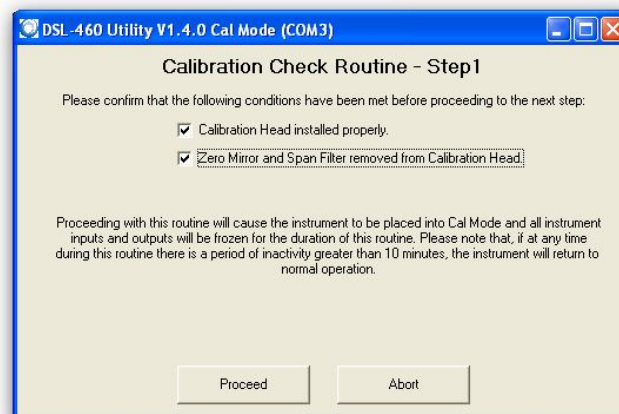 DSL-460 Utility V1.4.0 Cal Mode (COM3)
Calibration Check Routine - Step1
Please confirm that the following conditions have been met before proceeding to the next step:
Calibration Head installed properly.
Zero Mirror and Span Filter removed from Calibration Head.
Proceeding with this routine will cause the instrument to be placed into Cal Mode and all instrument
inputs and outputs will be frozen for the duration of this routine. Please note that, if at any time
during this routine there is a period of inactivity greater than 10 minutes, the instrument will return to
normal operation.
Proceed
Abort